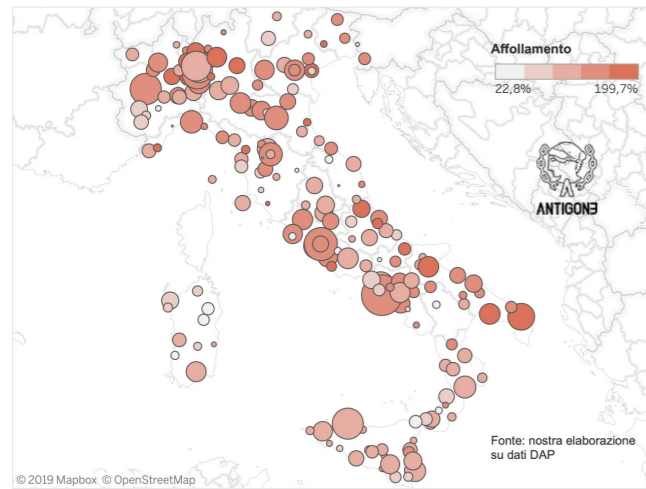 Affollamento
22,8%
199,7%
ANTIGONE
Fonte: nostra elaborazione
su dati DAP
© 2019 Mapbox © OpenStreetMap